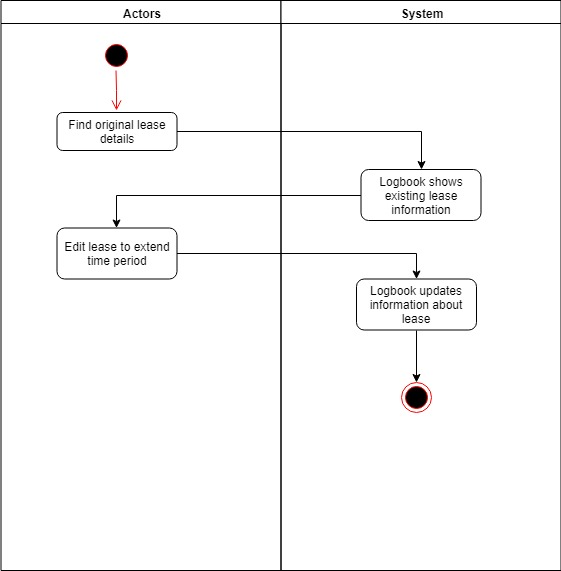 Actors
System
Find original lease
details
Logbook shows
existing lease
information
Edit lease to extend
time period
Logbook updates
information about
lease